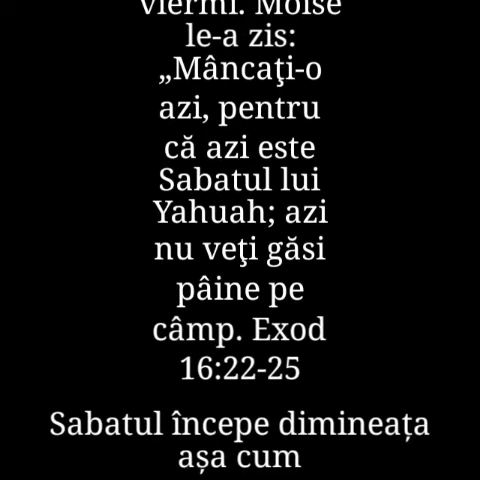 viermi. Moise
le-a zis:
„Mâncaţi-o
azi, pentru
că azi este
Sabatul lui
Yahuah; azi
nu veţi găsi
pâine pe
câmp. Exod
16:22-25
Sabatul începe dimineața
așa cum